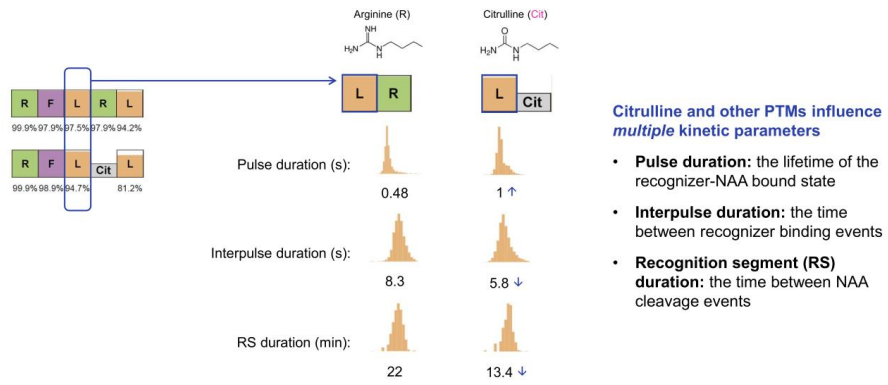 Arginine (R)
Citrulline (Cit)
NH
H₂N
N
H
O
H₂N
N
H
R F L R L
99.9% 97.9% 97.5% 97.9% 94.2%
R F L Cit L
99.9% 98.9% 94.7% 81.2%
L R
L Cit
Pulse duration (s):
0.48
1 ↑
Interpulse duration (s):
8.3
5.8 ↓
RS duration (min):
22
13.4 ↓
Citrulline and other PTMs influence
multiple kinetic parameters
• Pulse duration: the lifetime of the
recognizer-NAA bound state
• Interpulse duration: the time
between recognizer binding events
• Recognition segment (RS)
duration: the time between NAA
cleavage events